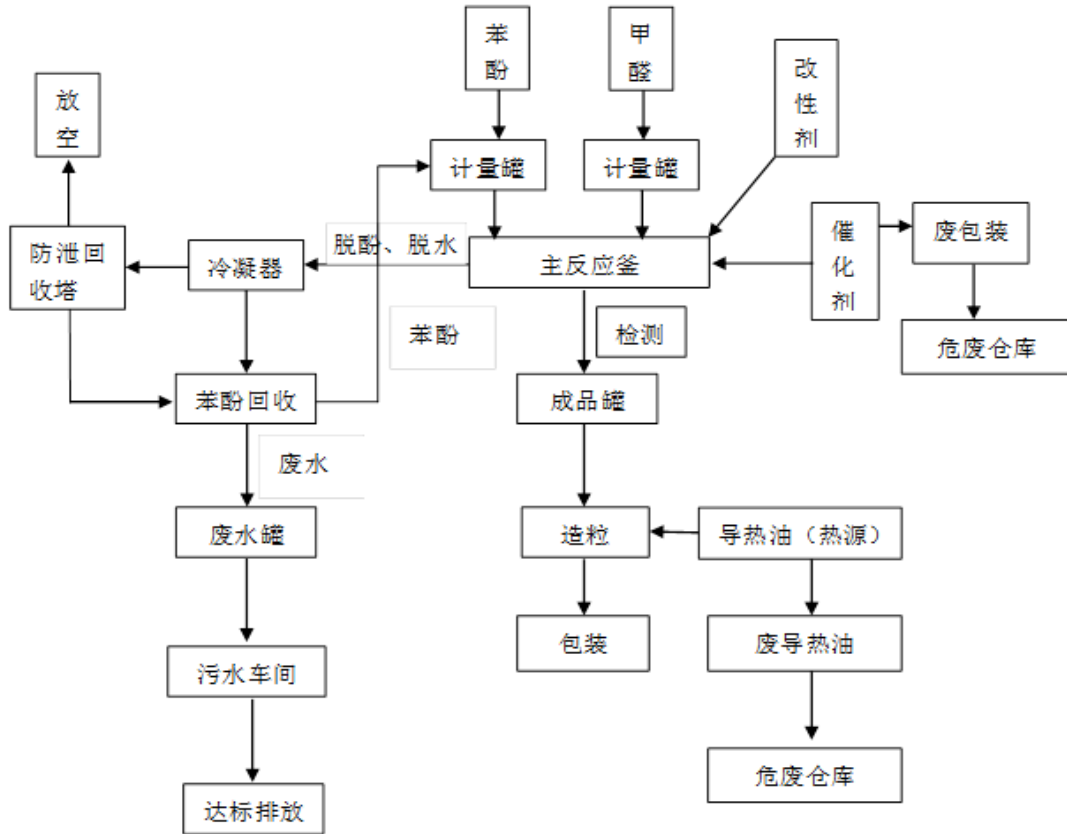 苯
酚
甲
醛
改
性
剂
放
空
计量罐
计量罐
防泄回
收塔
冷凝器
脱酚、脱水
主反应釜
催
化
剂
废包装
苯酚
检测
危废仓库
苯酚回收
成品罐
废水
废水罐
造粒
导热油（热源）
污水车间
包装
废导热油
达标排放
危废仓库